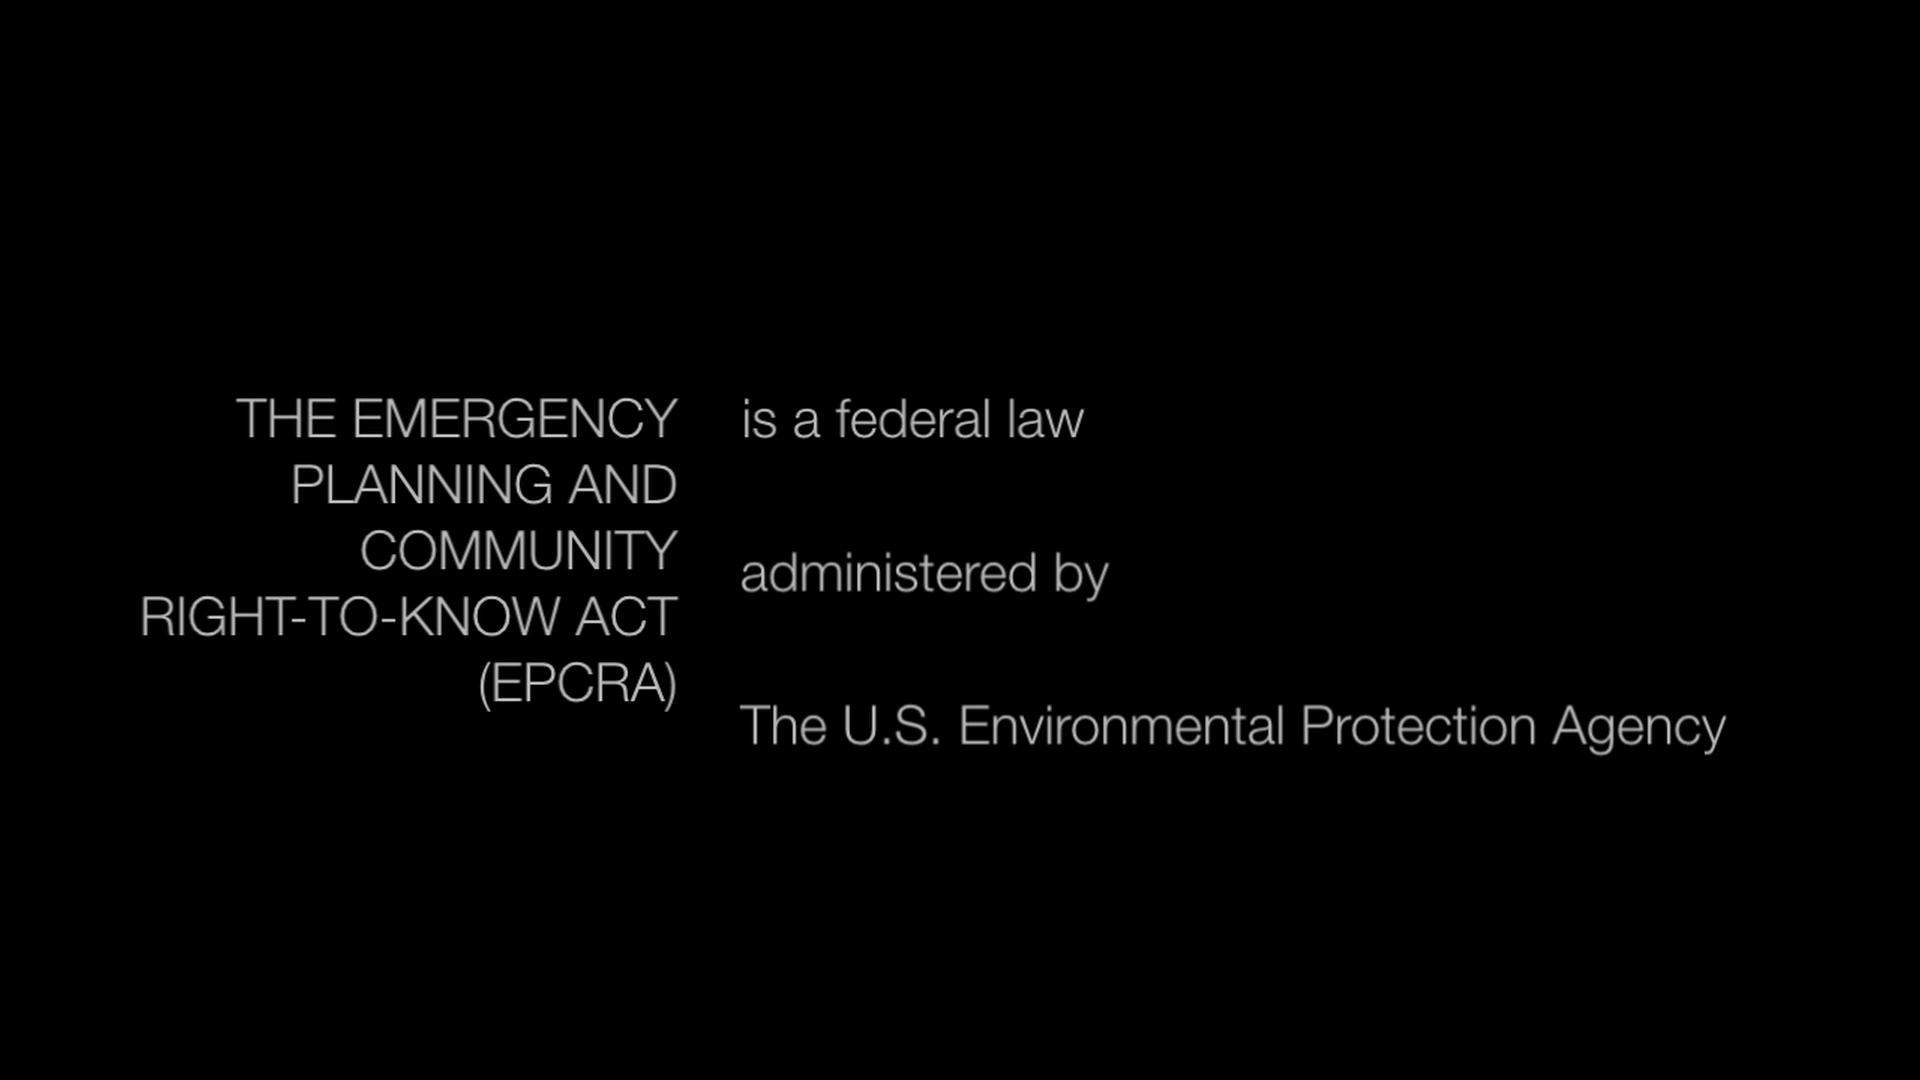 THE EMERGENCY
PLANNING AND
COMMUNITY
RIGHT-TO-KNOW ACT
(EPCRA)
is a federal law
administered by
The U.S. Environmental Protection Agency